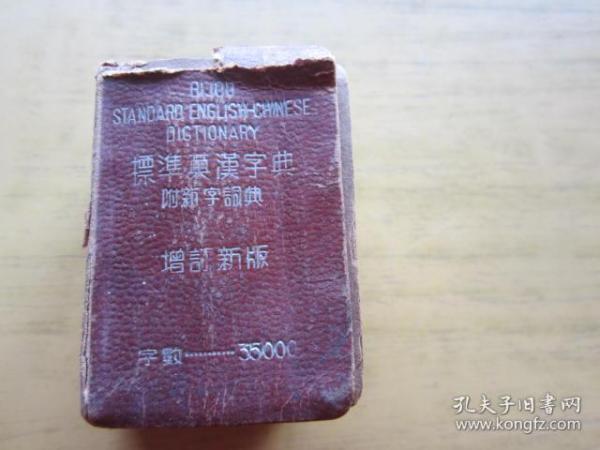 BIJOU
STANDARD ENGLISH-CHINESE
DICTIONARY
標準英漢字典
附新字詞典
增訂新版
字數··········35000
孔夫子旧书网
www.kongfz.com